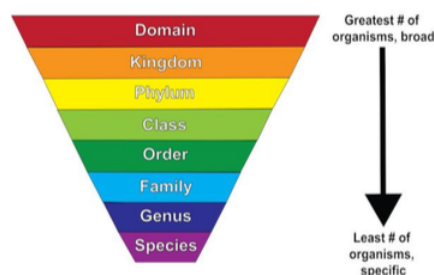 Domain
Kingdom
Phylum
Class
Order
Family
Genus
Species
Greatest # of
organisms, broad
Least # of
organisms,
specific